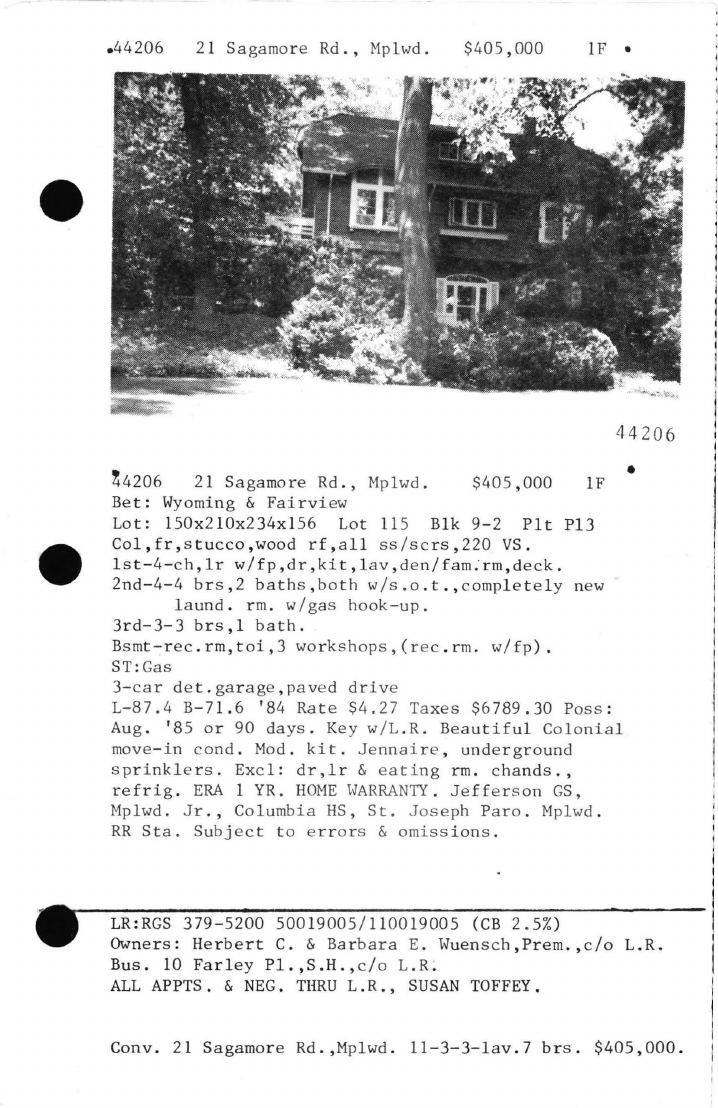 44206 21 Sagamore Rd., Mplwd. $405,000 1F
44206
44206 21 Sagamore Rd., Mplwd. $405,000 1F
Bet: Wyoming & Fairview
Lot: 150x210x234x156 Lot 115 Blk 9-2 Plt P13
Col,fr,stucco,wood rf,all ss/scrs,220 VS.
1st-4-ch,lr w/fp,dr,kit,lav,den/fam.rm,deck.
2nd-4-4 brs,2 baths,both w/s.o.t.,completely new
laund. rm. w/gas hook-up.
3rd-3-3 brs,1 bath.
Bsmt-rec.rm,toi,3 workshops,(rec.rm. w/fp).
ST:Gas
3-car det.garage,paved drive
L-87.4 B-71.6 '84 Rate $4.27 Taxes $6789.30 Poss:
Aug. '85 or 90 days. Key w/L.R. Beautiful Colonial
move-in cond. Mod. kit. Jennaire, underground
sprinklers. Excl: dr,lr & eating rm. chands.,
refrig. ERA 1 YR. HOME WARRANTY. Jefferson GS,
Mplwd. Jr., Columbia HS, St. Joseph Paro. Mplwd.
RR Sta. Subject to errors & omissions.
LR:RGS 379-5200 50019005/110019005 (CB 2.5%)
Owners: Herbert C. & Barbara E. Wuensch,Prem.,c/o L.R.
Bus. 10 Farley Pl.,S.H.,c/o L.R.
ALL APPTS. & NEG. THRU L.R., SUSAN TOFFEY.
Conv. 21 Sagamore Rd.,Mplwd. 11-3-3-lav.7 brs. $405,000.